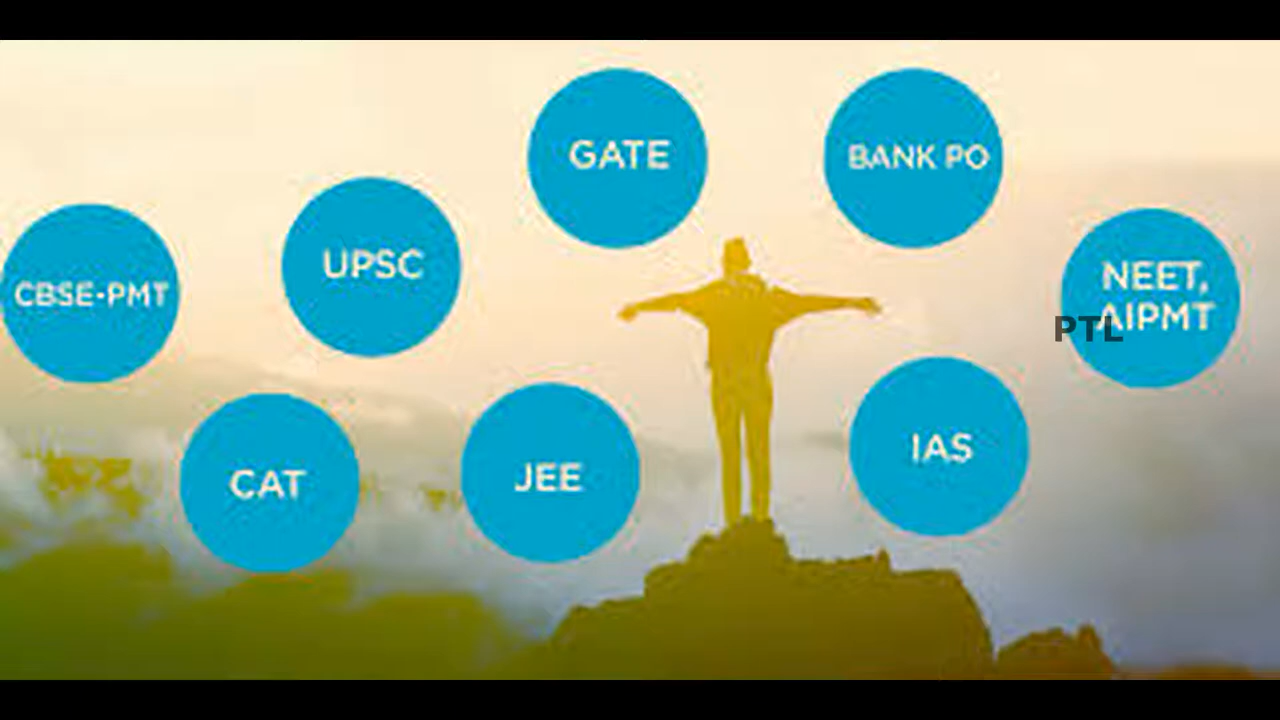 GATE
BANK PO
UPSC
CBSE-PMT
NEET,
AIPMT
PTL
IAS
JEE
CAT